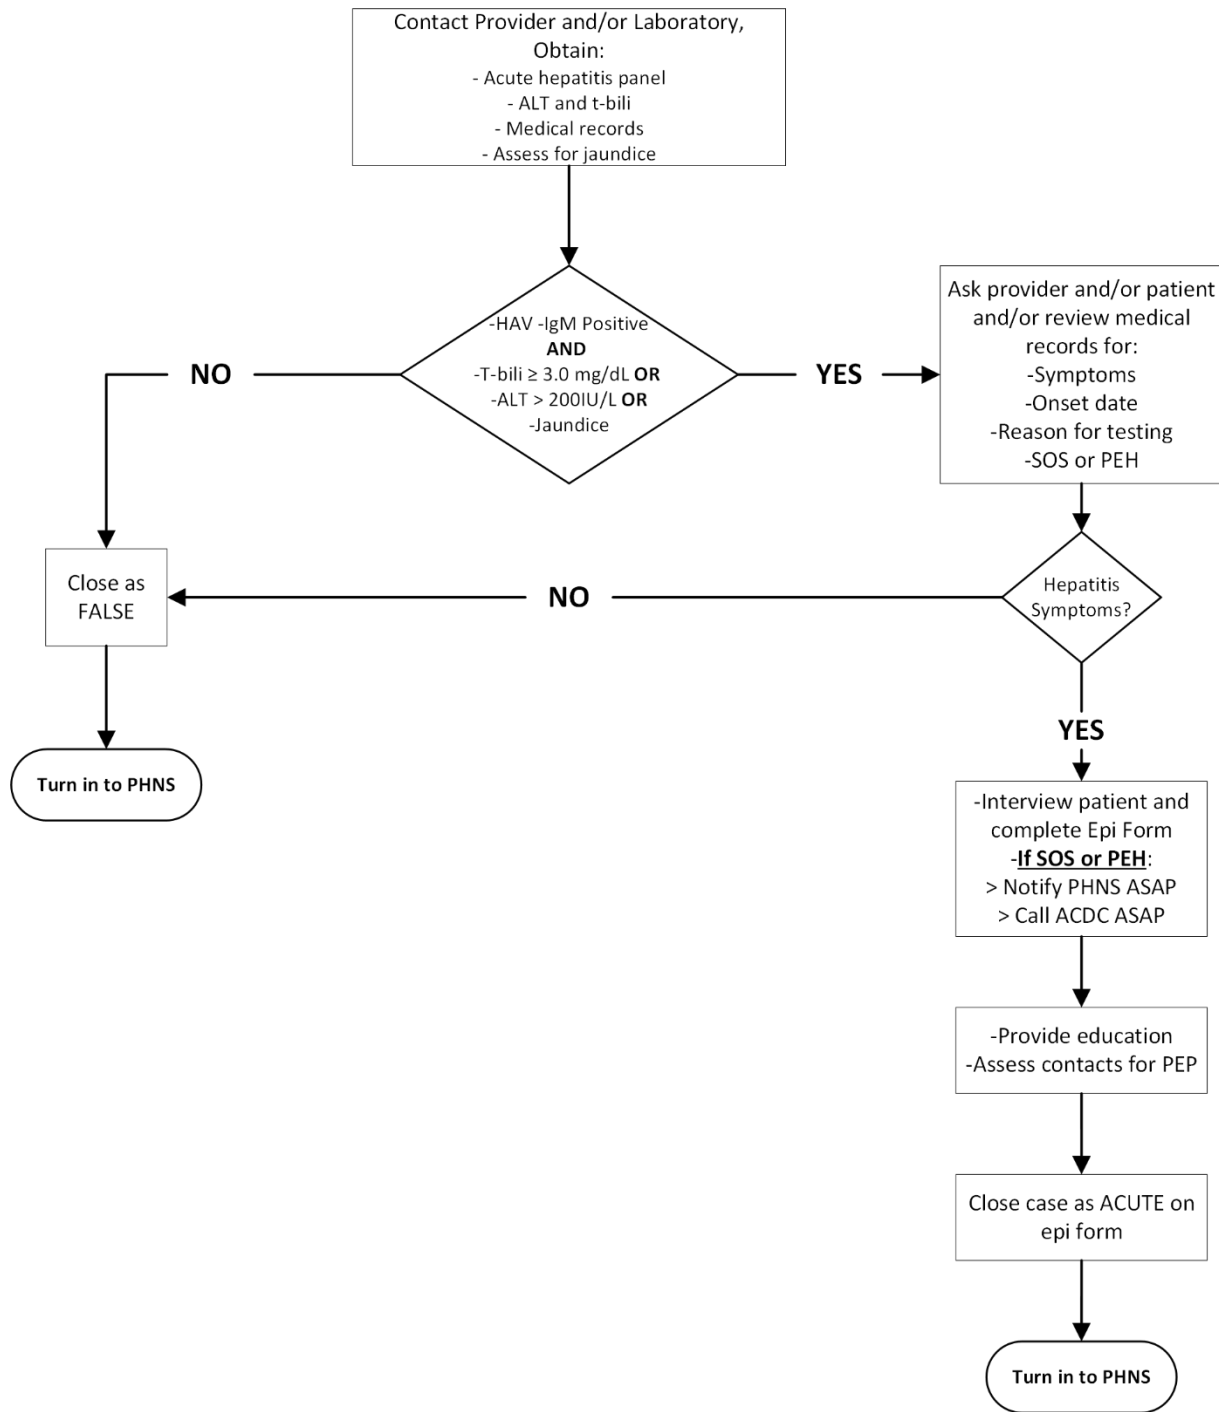 Contact Provider and/or Laboratory,
Obtain:
- Acute hepatitis panel
- ALT and t-bili
- Medical records
- Assess for jaundice
-HAV -IgM Positive
AND
-T-bili ≥ 3.0 mg/dL OR
-ALT > 200IU/L OR
-Jaundice
NO
YES
Ask provider and/or patient
and/or review medical
records for:
-Symptoms
-Onset date
-Reason for testing
-SOS or PEH
Close as
FALSE
NO
Hepatitis
Symptoms?
Turn in to PHNS
YES
-Interview patient and
complete Epi Form
-If SOS or PEH:
> Notify PHNS ASAP
> Call ACDC ASAP
-Provide education
-Assess contacts for PEP
Close case as ACUTE on
epi form
Turn in to PHNS